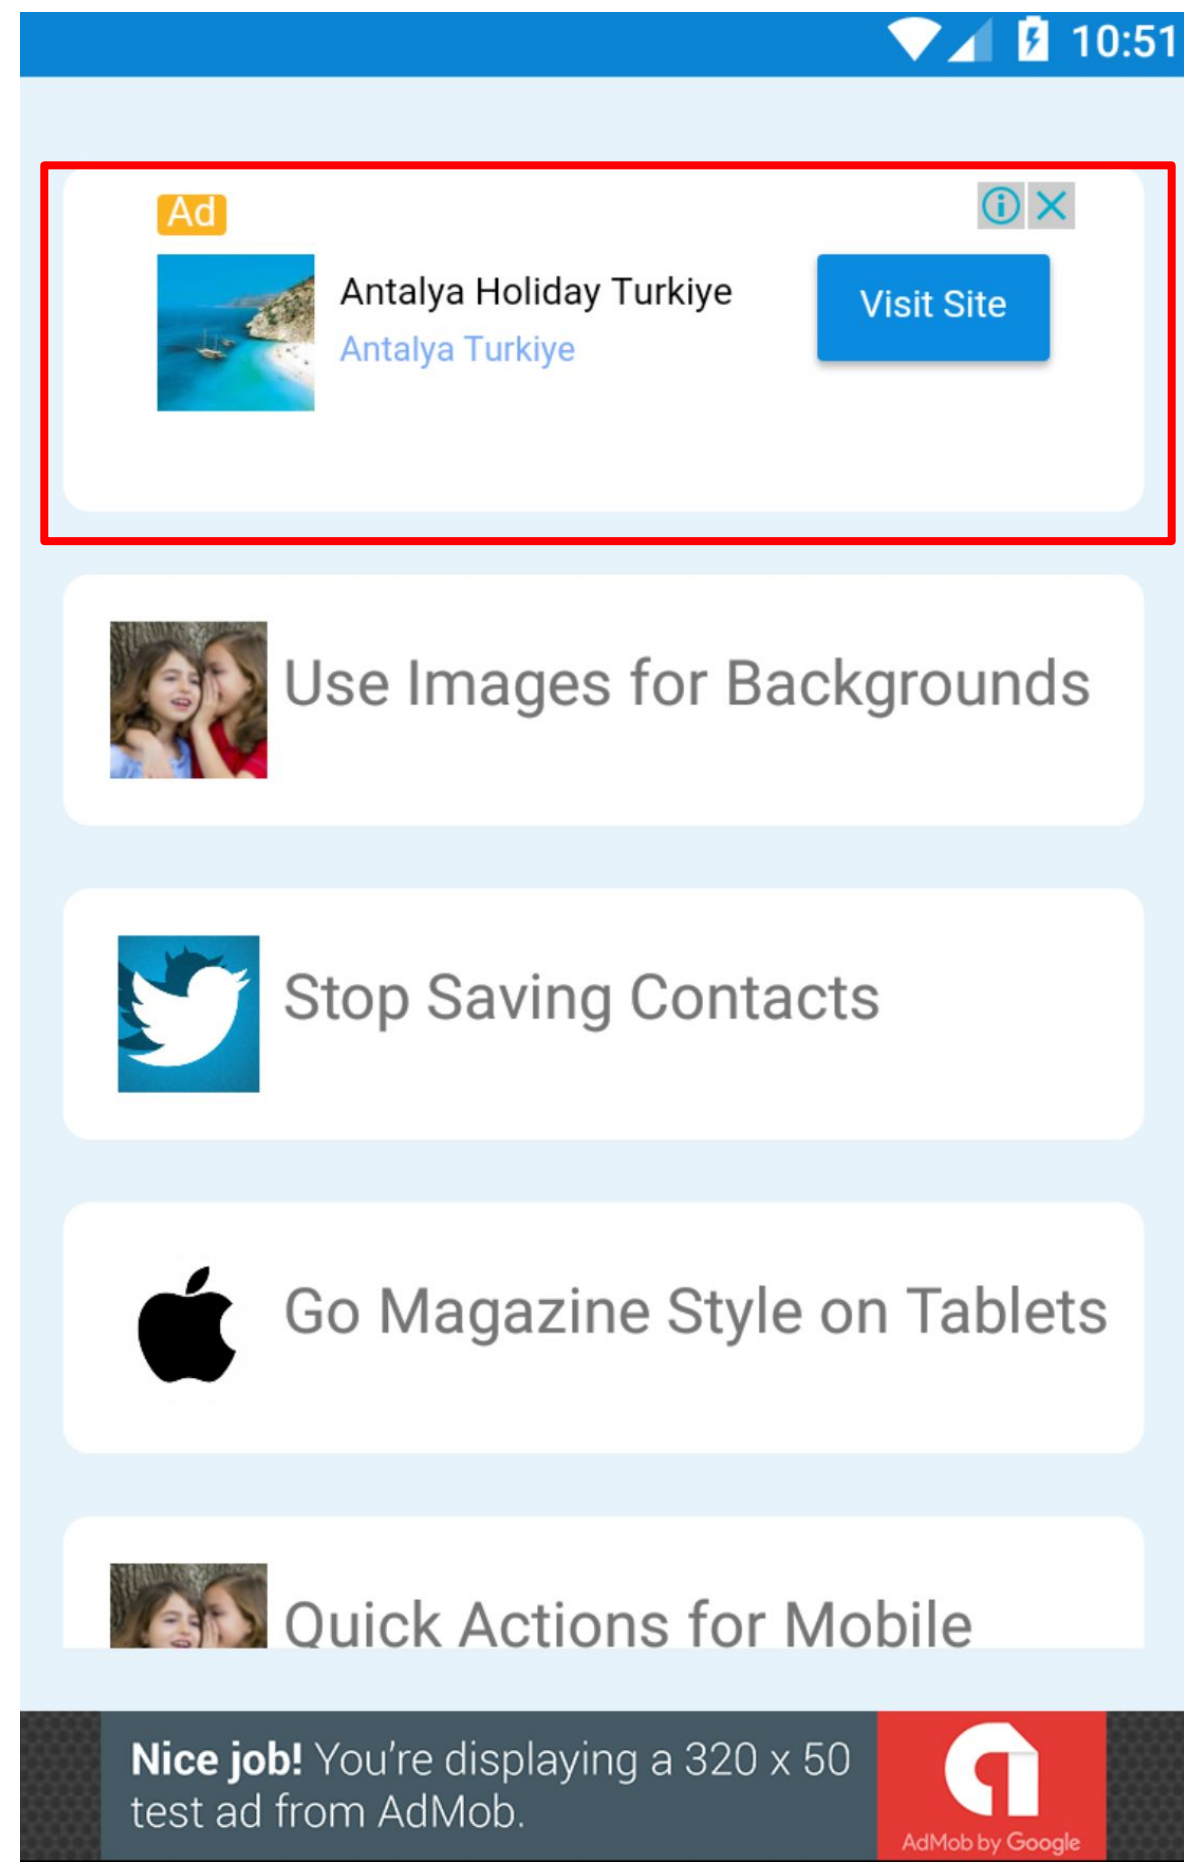 10:51
Ad
Antalya Holiday Turkiye
Antalya Turkiye
Visit Site
Use Images for Backgrounds
Stop Saving Contacts
Go Magazine Style on Tablets
Quick Actions for Mobile
Nice job! You're displaying a 320 x 50
test ad from AdMob.
AdMob by Google